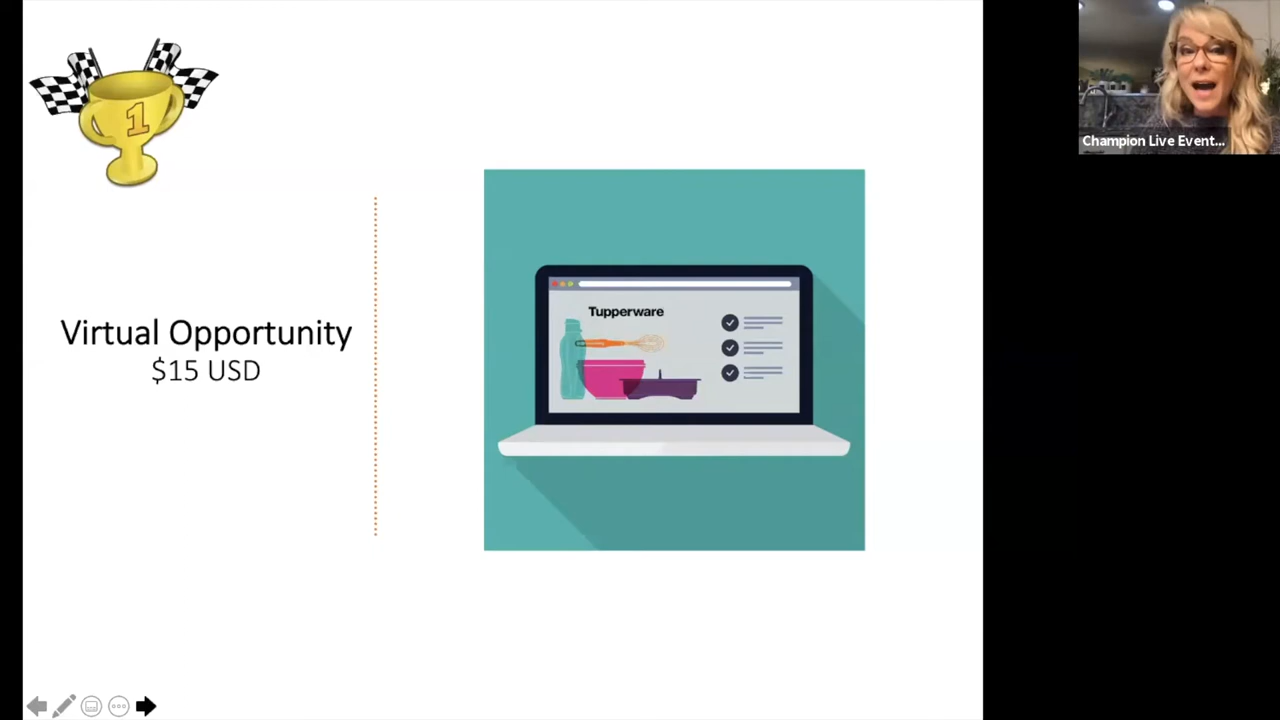 1
Champion Live Event...
Tupperware
Virtual Opportunity
$15 USD